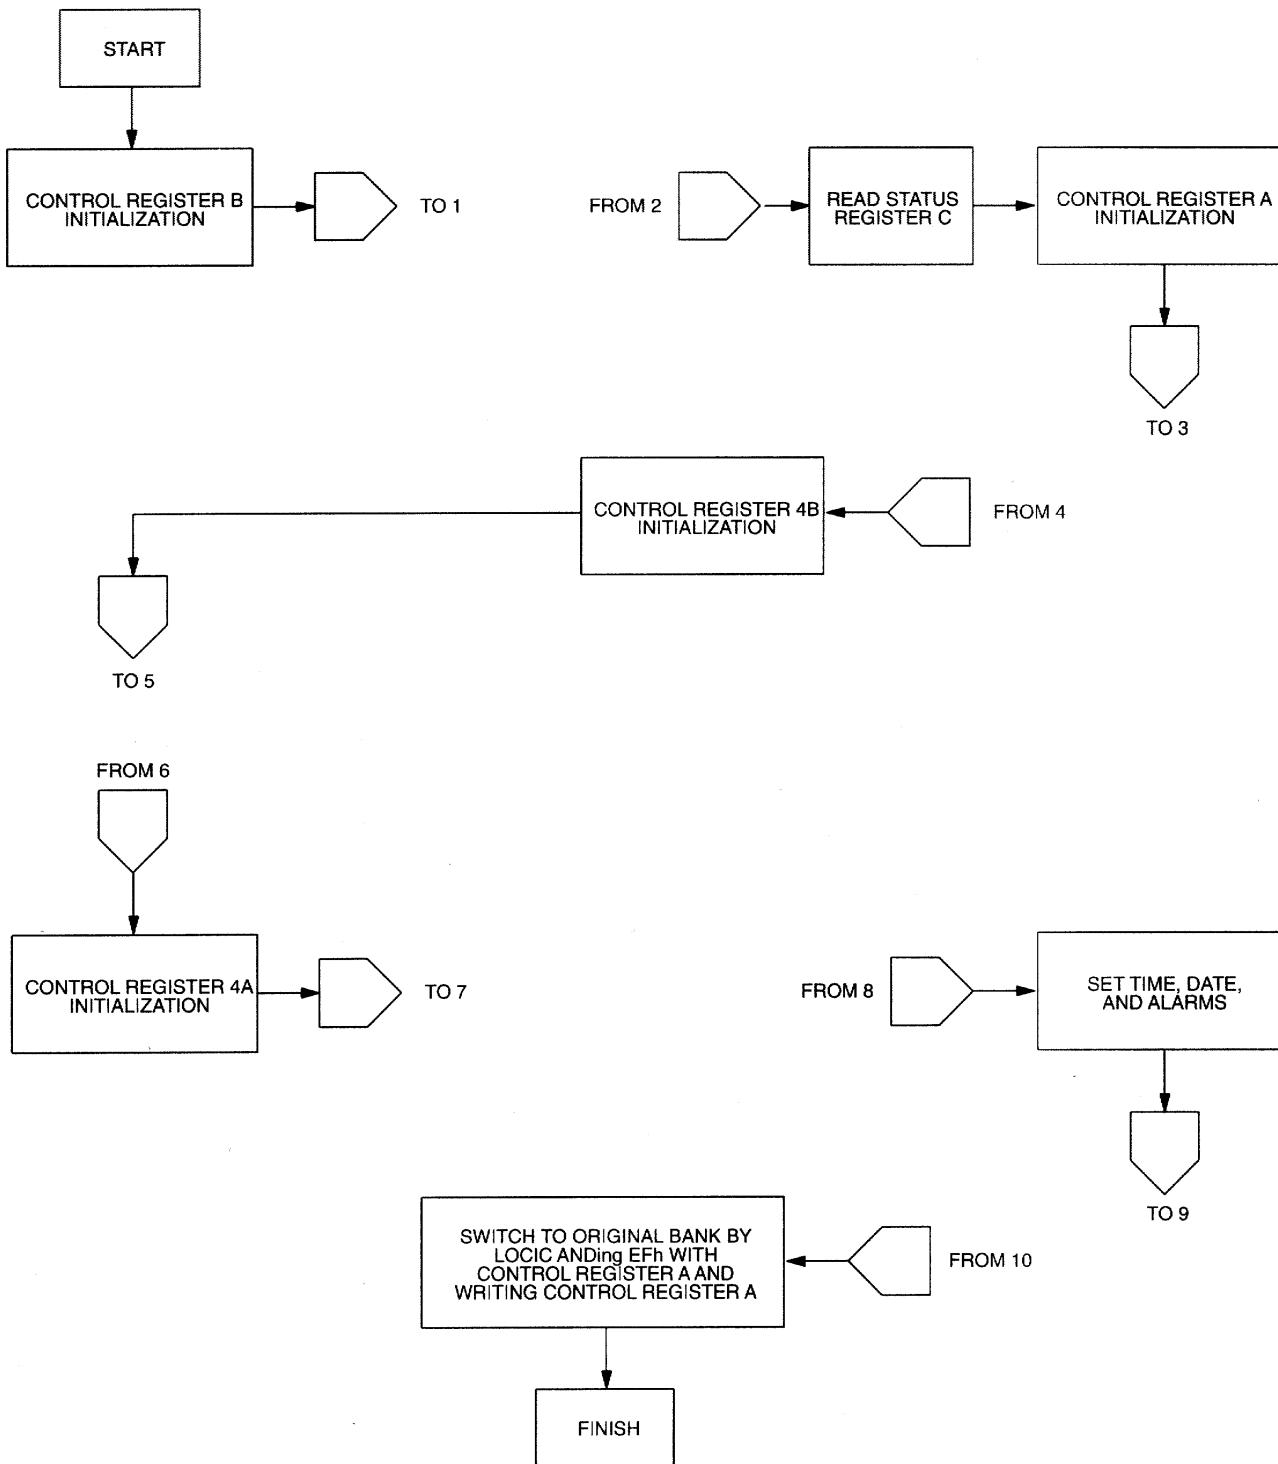 START
CONTROL REGISTER B
INITIALIZATION
TO 1
FROM 2
READ STATUS
REGISTER C
CONTROL REGISTER A
INITIALIZATION
TO 3
CONTROL REGISTER 4B
INITIALIZATION
FROM 4
TO 5
FROM 6
CONTROL REGISTER 4A
INITIALIZATION
TO 7
FROM 8
SET TIME, DATE,
AND ALARMS
TO 9
SWITCH TO ORIGINAL BANK BY
LOCIC ANDing EFh WITH
CONTROL REGISTER A AND
WRITING CONTROL REGISTER A
FROM 10
FINISH